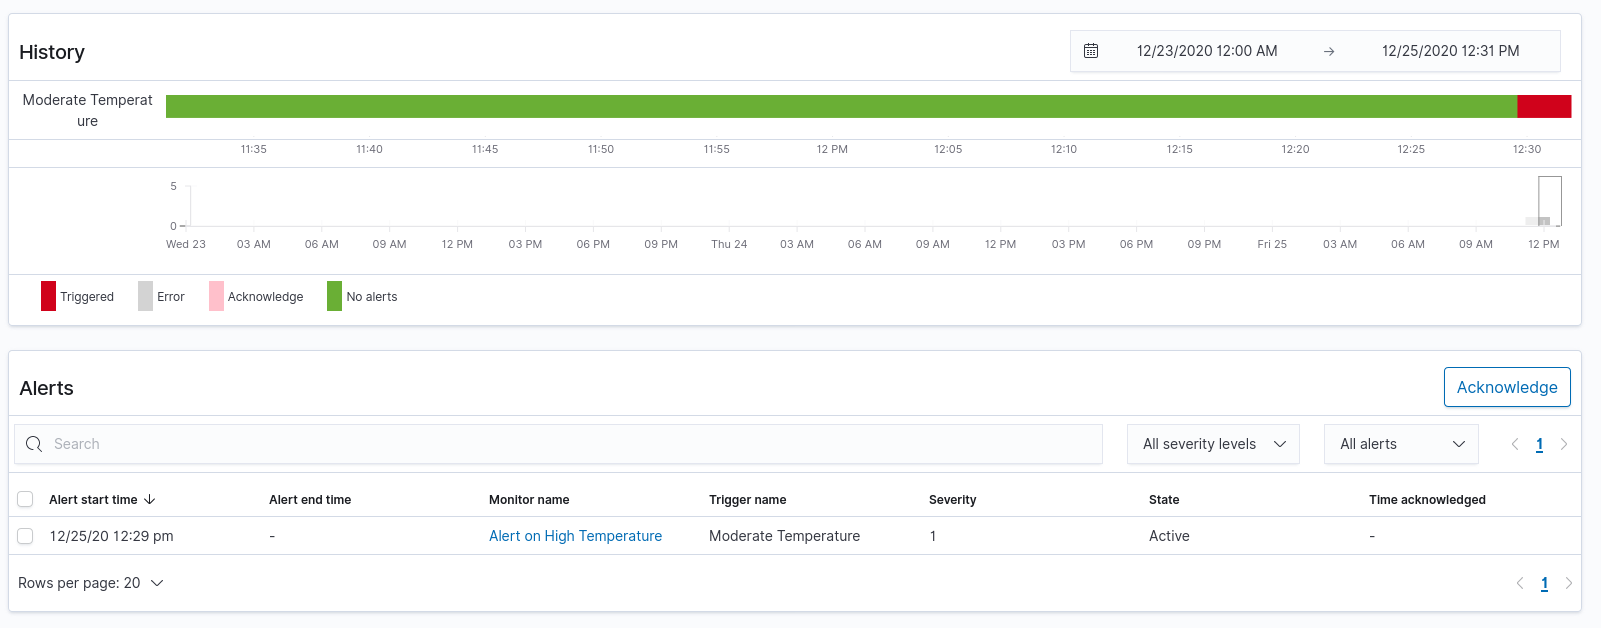 History
12/23/2020 12:00 AM → 12/25/2020 12:31 PM
Moderate Temperat
ure
11:35 11:40 11:45 11:50 11:55 12 PM 12:05 12:10 12:15 12:20 12:25 12:30
5
0
Wed 23 03 AM 06 AM 09 AM 12 PM 03 PM 06 PM 09 PM Thu 24 03 AM 06 AM 09 AM 12 PM 03 PM 06 PM 09 PM Fri 25 03 AM 06 AM 09 AM 12 PM
Triggered Error Acknowledge No alerts
Alerts
Acknowledge
Search All severity levels All alerts 1
Alert start time ↓ Alert end time Monitor name Trigger name Severity State Time acknowledged
12/25/20 12:29 pm - Alert on High Temperature Moderate Temperature 1 Active -
Rows per page: 20 1